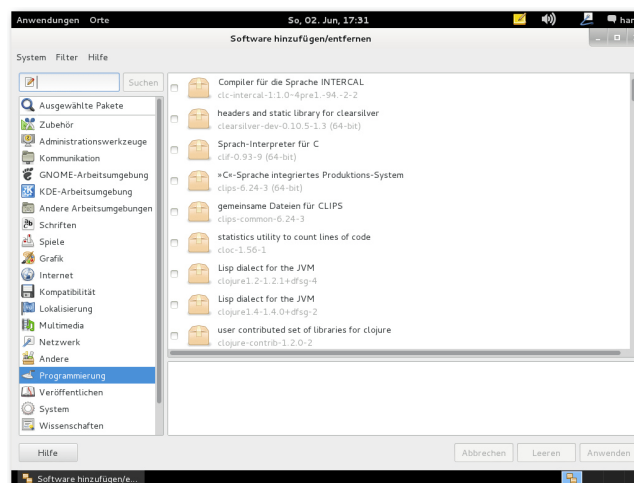 Anwendungen Orte So, 02. Jun, 17:31 har
Software hinzufügen/entfernen
System Filter Hilfe
Suchen
Ausgewählte Pakete
Zubehör
Administrationswerkzeuge
Kommunikation
GNOME-Arbeitsumgebung
KDE-Arbeitsumgebung
Andere Arbeitsumgebungen
Schriften
Spiele
Grafik
Internet
Kompatibilität
Lokalisierung
Multimedia
Netzwerk
Andere
Programmierung
Veröffentlichen
System
Wissenschaften
Compiler für die Sprache INTERCAL
clc-intercal-1:1.0~4pre1.-94.-2-2
headers and static library for clearsilver
clearsilver-dev-0.10.5-1.3 (64-bit)
Sprach-Interpreter für C
clif-0.93-9 (64-bit)
»C«-Sprache integriertes Produktions-System
clips-6.24-3 (64-bit)
gemeinsame Dateien für CLIPS
clips-common-6.24-3
statistics utility to count lines of code
cloc-1.56-1
Lisp dialect for the JVM
clojure1.2-1.2.1+dfsg-4
Lisp dialect for the JVM
clojure1.4-1.4.0+dfsg-2
user contributed set of libraries for clojure
clojure-contrib-1.2.0-2
Hilfe Abbrechen Leeren Anwenden
Software hinzufügen/e...